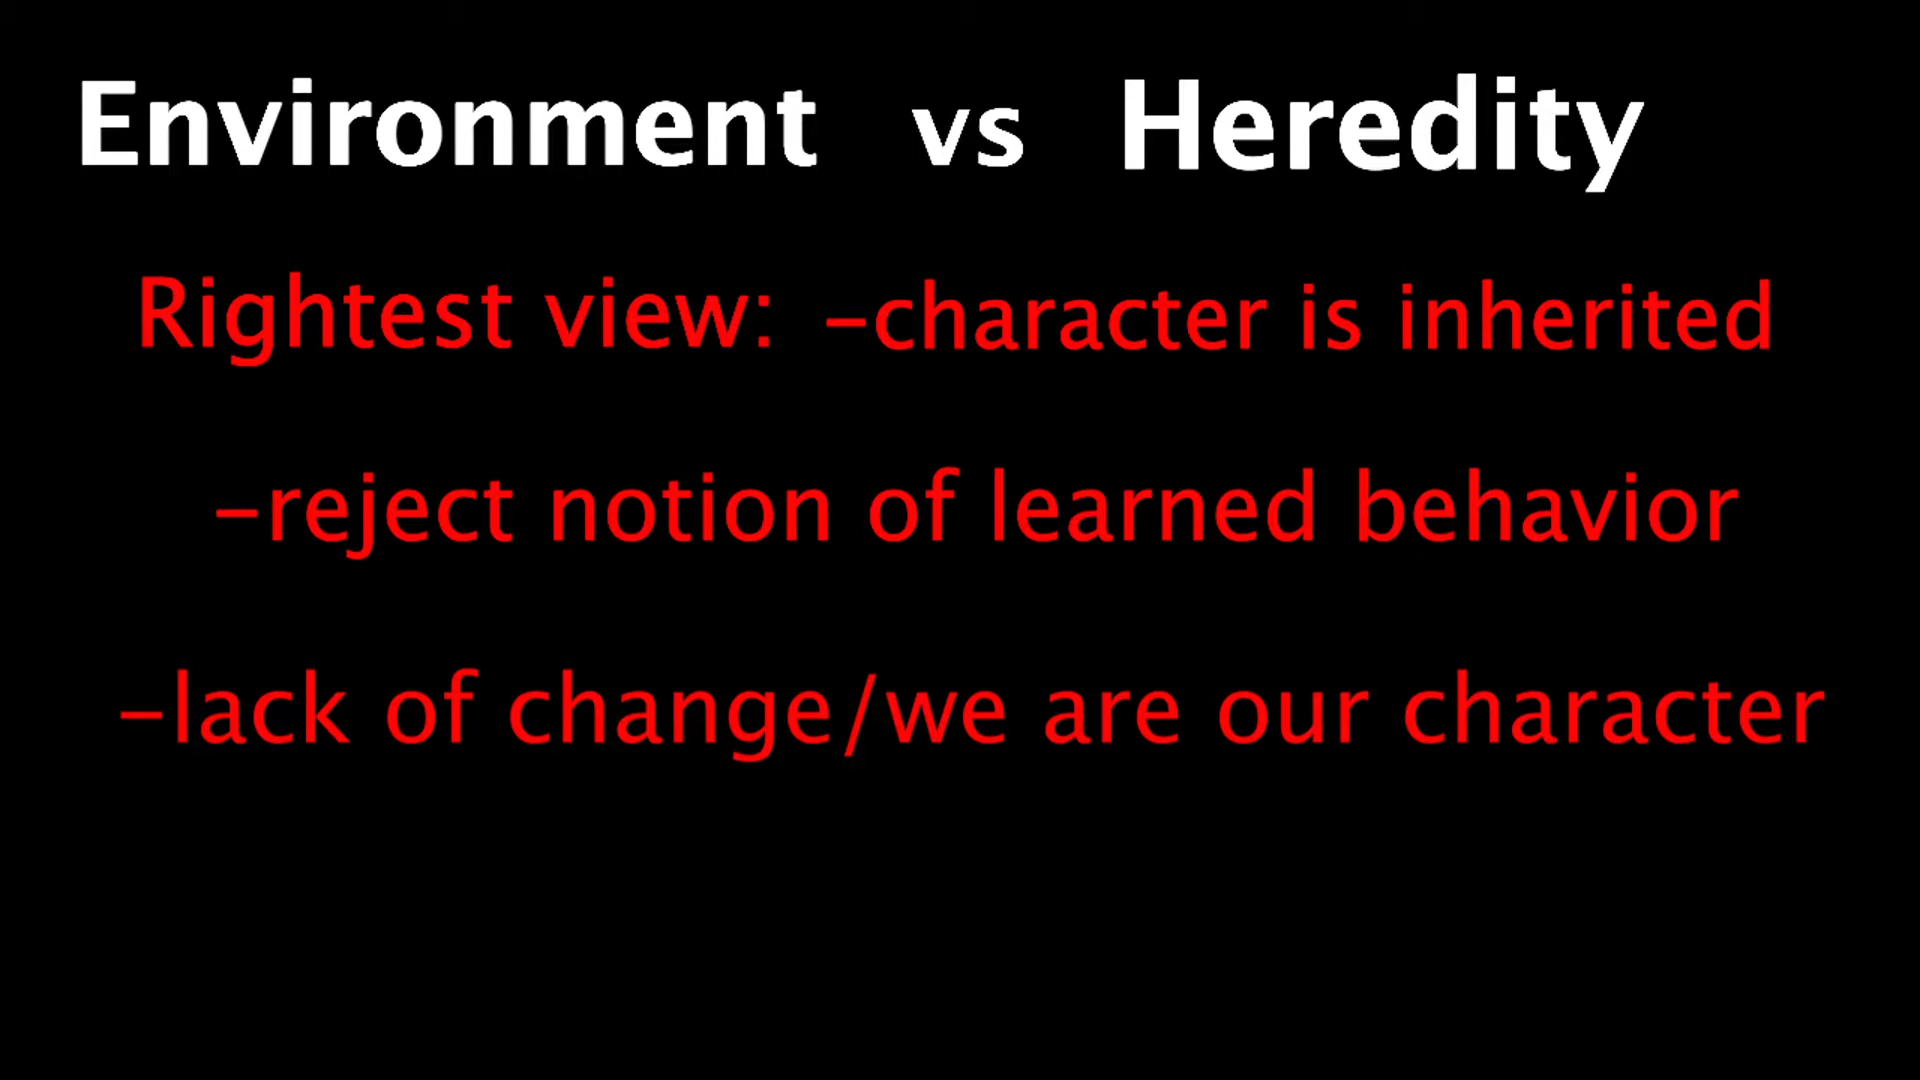 Environment vs Heredity
Rightest view: -character is inherited
-reject notion of learned behavior
-lack of change/we are our character